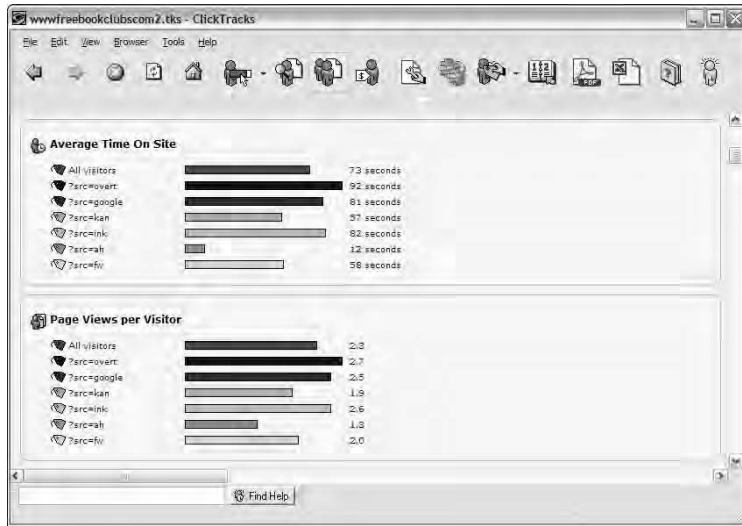 wwwfreebookclubscom2.tks - ClickTracks
File Edit View Browser Tools Help
Average Time On Site
All visitors 73 seconds
?src=overt 92 seconds
?src=google 81 seconds
?src=kan 57 seconds
?src=ink 82 seconds
?src=ah 12 seconds
?src=fw 58 seconds
Page Views per Visitor
All visitors 2.3
?src=overt 2.7
?src=google 2.5
?src=kan 1.9
?src=ink 2.6
?src=ah 1.3
?src=fw 2.0
Find Help